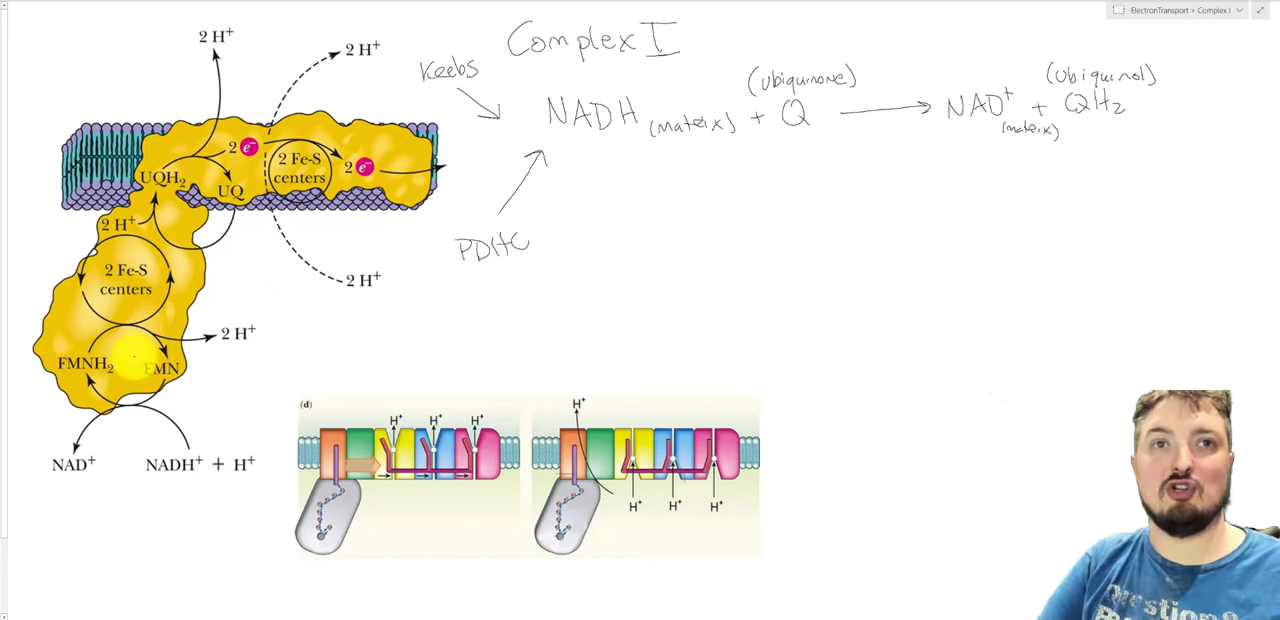 ElectronTransport > Complex I
Complex I
2 H⁺
2 H⁺
Keebs
(Ubiquinone)
(Ubiquinol)
NADH (matrix) + Q → NAD⁺ (matrix) + QH₂
2 e⁻
2 Fe-S
centers
2 e⁻
UQH₂
UQ
2 H⁺
PDHC
2 Fe-S
centers
2 H⁺
2 H⁺
FMNH₂
FMN
NAD⁺
NADH⁺ + H⁺
(d)
H⁺
H⁺
H⁺
H⁺
H⁺
H⁺
H⁺